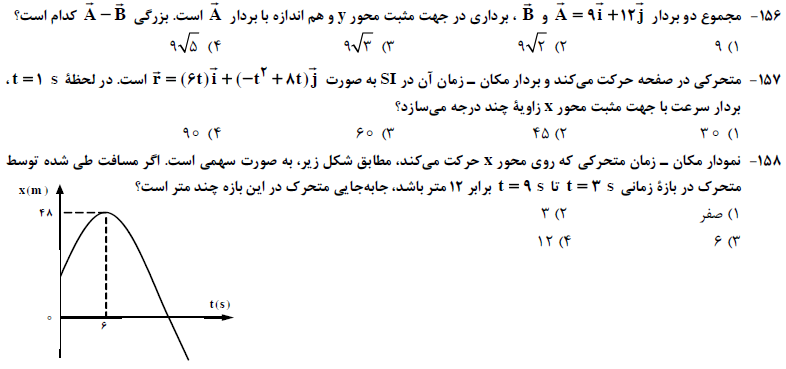 ۱۵۶- مجموع دو بردار A⃗ = ۹i⃗ + ۱۲j⃗ و B⃗ ، برداری در جهت مثبت محور y و هم اندازه با بردار A⃗ است. بزرگی A⃗ − B⃗ کدام است؟
۱) ۹ ۲) ۹√۲ ۳) ۹√۳ ۴) ۹√۵
۱۵۷- متحرکی در صفحه حرکت می‌کند و بردار مکان ــ زمان آن در SI به صورت r⃗ = (۶t)i⃗ + (−t² + ۸t)j⃗ است. در لحظهٔ t = ۱ s ،
بردار سرعت با جهت مثبت محور x زاویهٔ چند درجه می‌سازد؟
۱) ۳۰ ۲) ۴۵ ۳) ۶۰ ۴) ۹۰
۱۵۸- نمودار مکان ــ زمان متحرکی که روی محور x حرکت می‌کند، مطابق شکل زیر، به صورت سهمی است. اگر مسافت طی شده توسط
متحرک در بازهٔ زمانی t = ۳ s تا t = ۹ s برابر ۱۲ متر باشد، جابه‌جایی متحرک در این بازه چند متر است؟
۱) صفر ۲) ۳
۳) ۶ ۴) ۱۲
x(m)
۴۸
t(s)
۰
۶